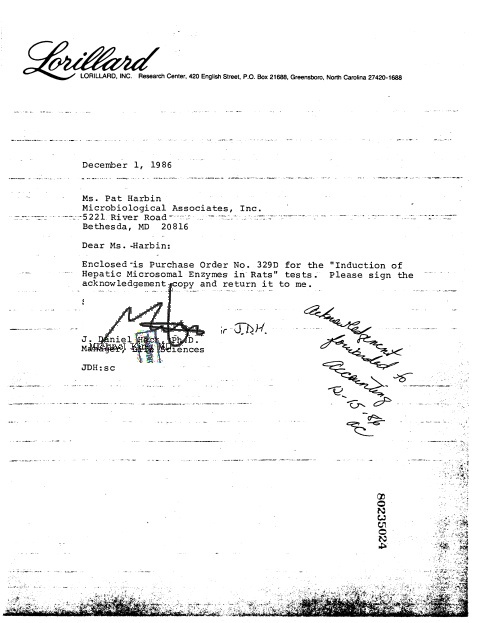 Lorillard
LORILLARD, INC. Research Center, 420 English Street, P.O. Box 21688, Greensboro, North Carolina 27420-1688
December 1, 1986
Ms. Pat Harbin
Microbiological Associates, Inc.
5221 River Road
Bethesda, MD 20816
Dear Ms. Harbin:
Enclosed is Purchase Order No. 329D for the "Induction of
Hepatic Microsomal Enzymes in Rats" tests. Please sign the
acknowledgement copy and return it to me.
J.D.H.
J. Daniel Heck, Ph.D.
Manager, Life Sciences
JDH:sc
Acknowledgement
forwarded to
Accounting
12-15-86
ac
80235024